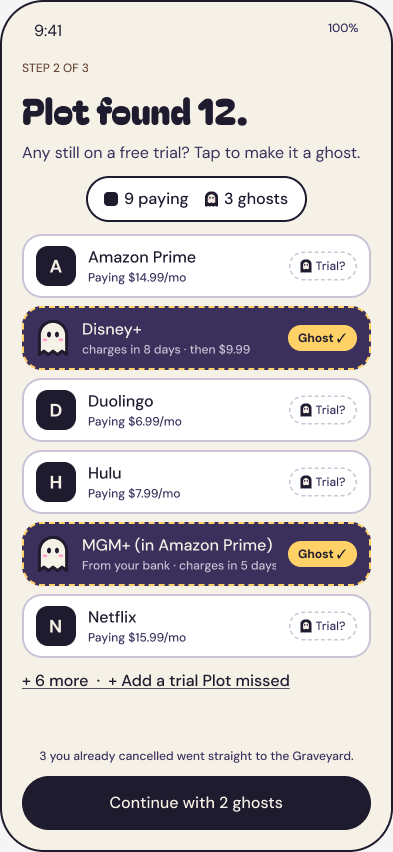 9:41
100%
STEP 2 OF 3
Plot found 12.
Any still on a free trial? Tap to make it a ghost.
9 paying 3 ghosts
A
Amazon Prime
Paying $14.99/mo
Trial?
Disney+
charges in 8 days · then $9.99
Ghost ✓
D
Duolingo
Paying $6.99/mo
Trial?
H
Hulu
Paying $7.99/mo
Trial?
MGM+ (in Amazon Prime)
From your bank · charges in 5 days
Ghost ✓
N
Netflix
Paying $15.99/mo
Trial?
+ 6 more · + Add a trial Plot missed
3 you already cancelled went straight to the Graveyard.
Continue with 2 ghosts